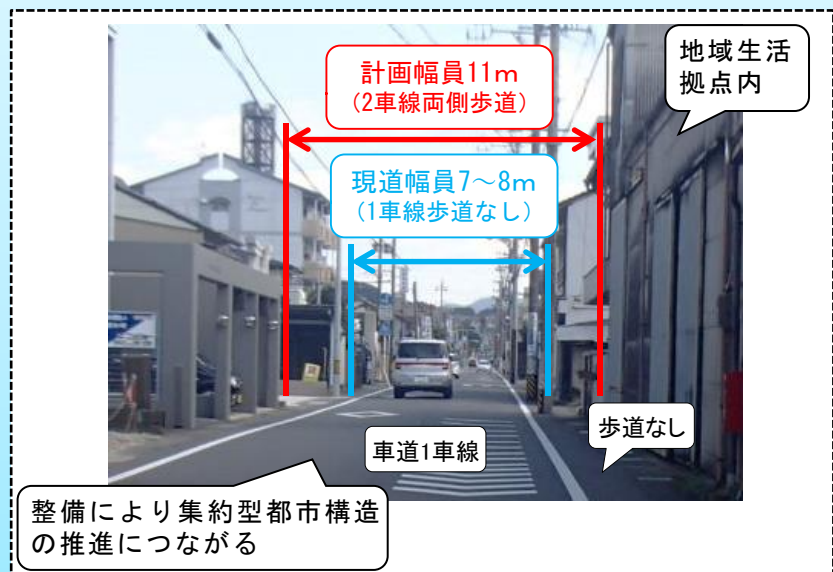 計画幅員11m
(2車線両側歩道)
地域生活
拠点内
現道幅員7～8m
(1車線歩道なし)
車道1車線
歩道なし
整備により集約型都市構造
の推進につながる